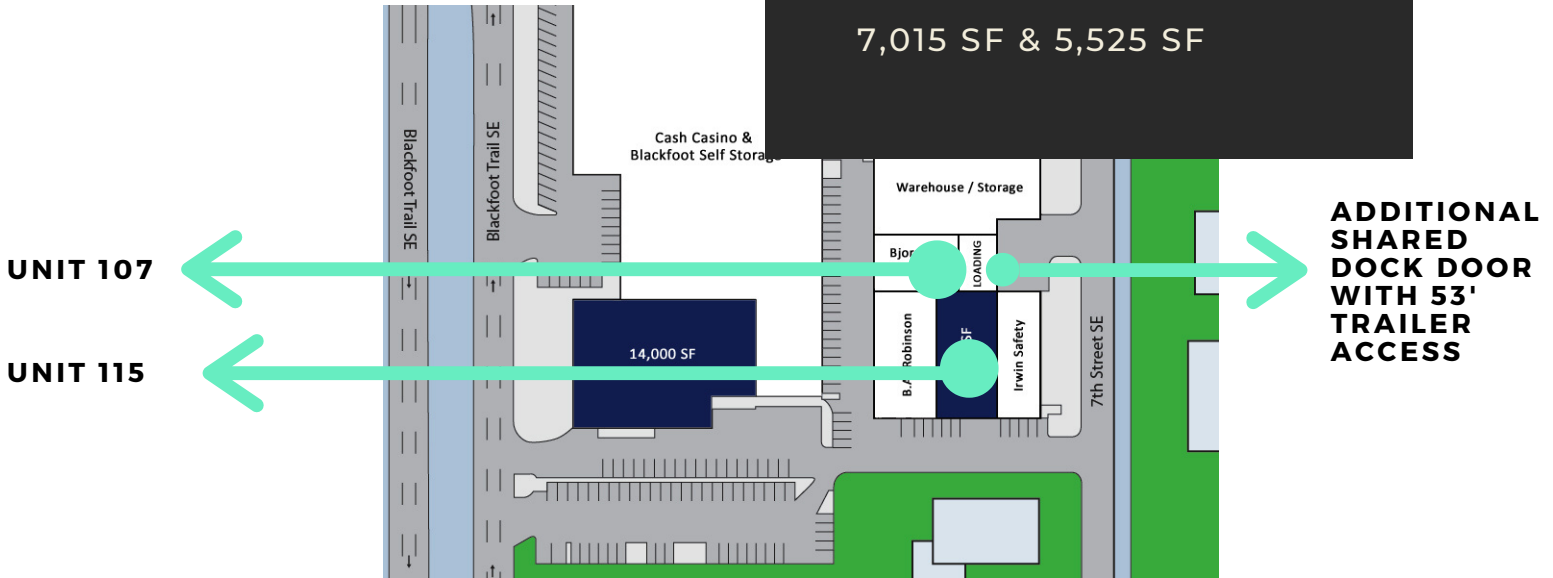 7,015 SF & 5,525 SF
Cash Casino &
Blackfoot Self Storage
Blackfoot Trail SE
Blackfoot Trail SE
Warehouse / Storage
LOADING
UNIT 107
ADDITIONAL
SHARED
DOCK DOOR
WITH 53'
TRAILER
ACCESS
14,000 SF
Robinson
SF
Irwin Safety
7th Street SE
UNIT 115